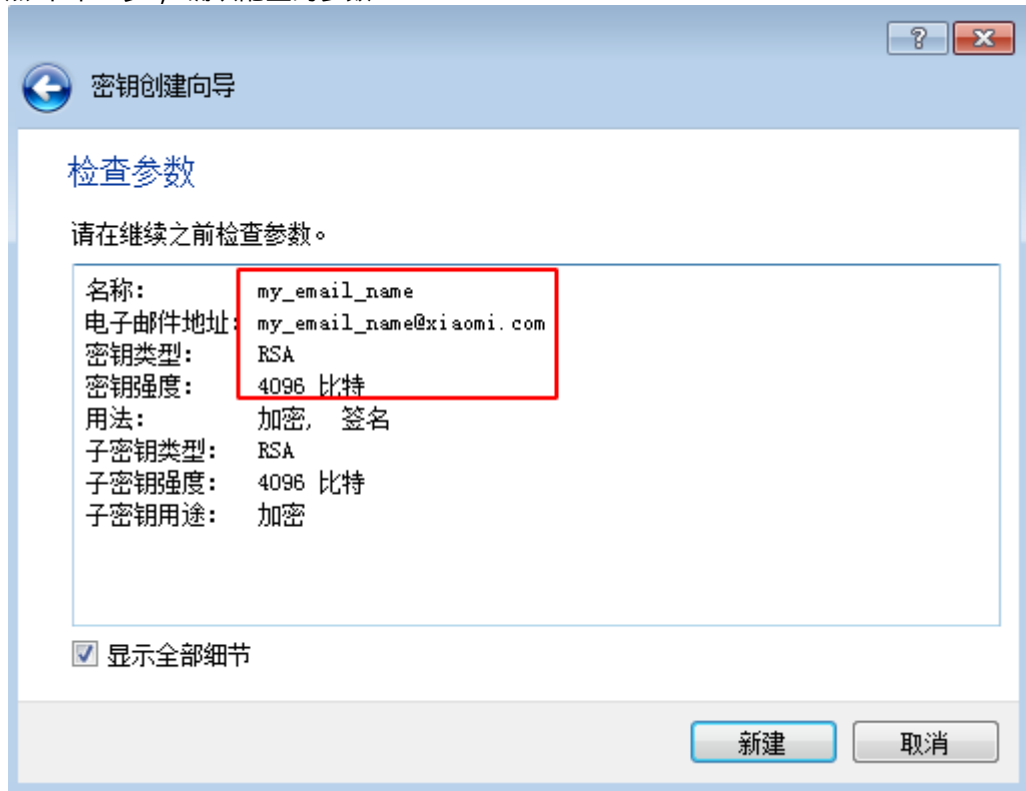 密钥创建向导
检查参数
请在继续之前检查参数。
名称: my_email_name
电子邮件地址: my_email_name@xiaomi.com
密钥类型: RSA
密钥强度: 4096 比特
用法: 加密, 签名
子密钥类型: RSA
子密钥强度: 4096 比特
子密钥用途: 加密
显示全部细节
新建 取消